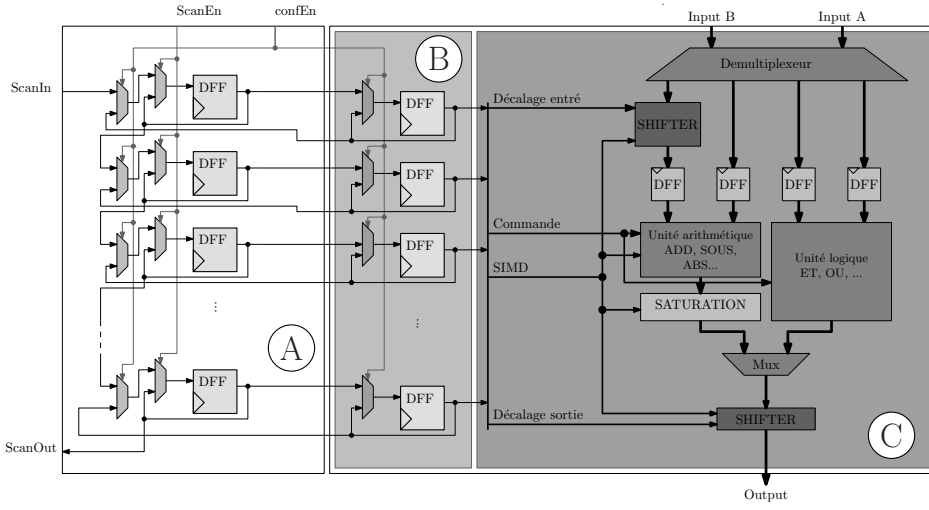 ScanEn
confEn
Input B
Input A
ScanIn
B
Demultiplexeur
DFF
DFF
Décalage entré
SHIFTER
DFF
DFF
DFF
DFF
DFF
DFF
DFF
DFF
Commande
SIMD
Unité arithmétique
ADD, SOUS,
ABS...
Unité logique
ET, OU, ...
SATURATION
A
Mux
DFF
DFF
Décalage sortie
SHIFTER
C
ScanOut
Output